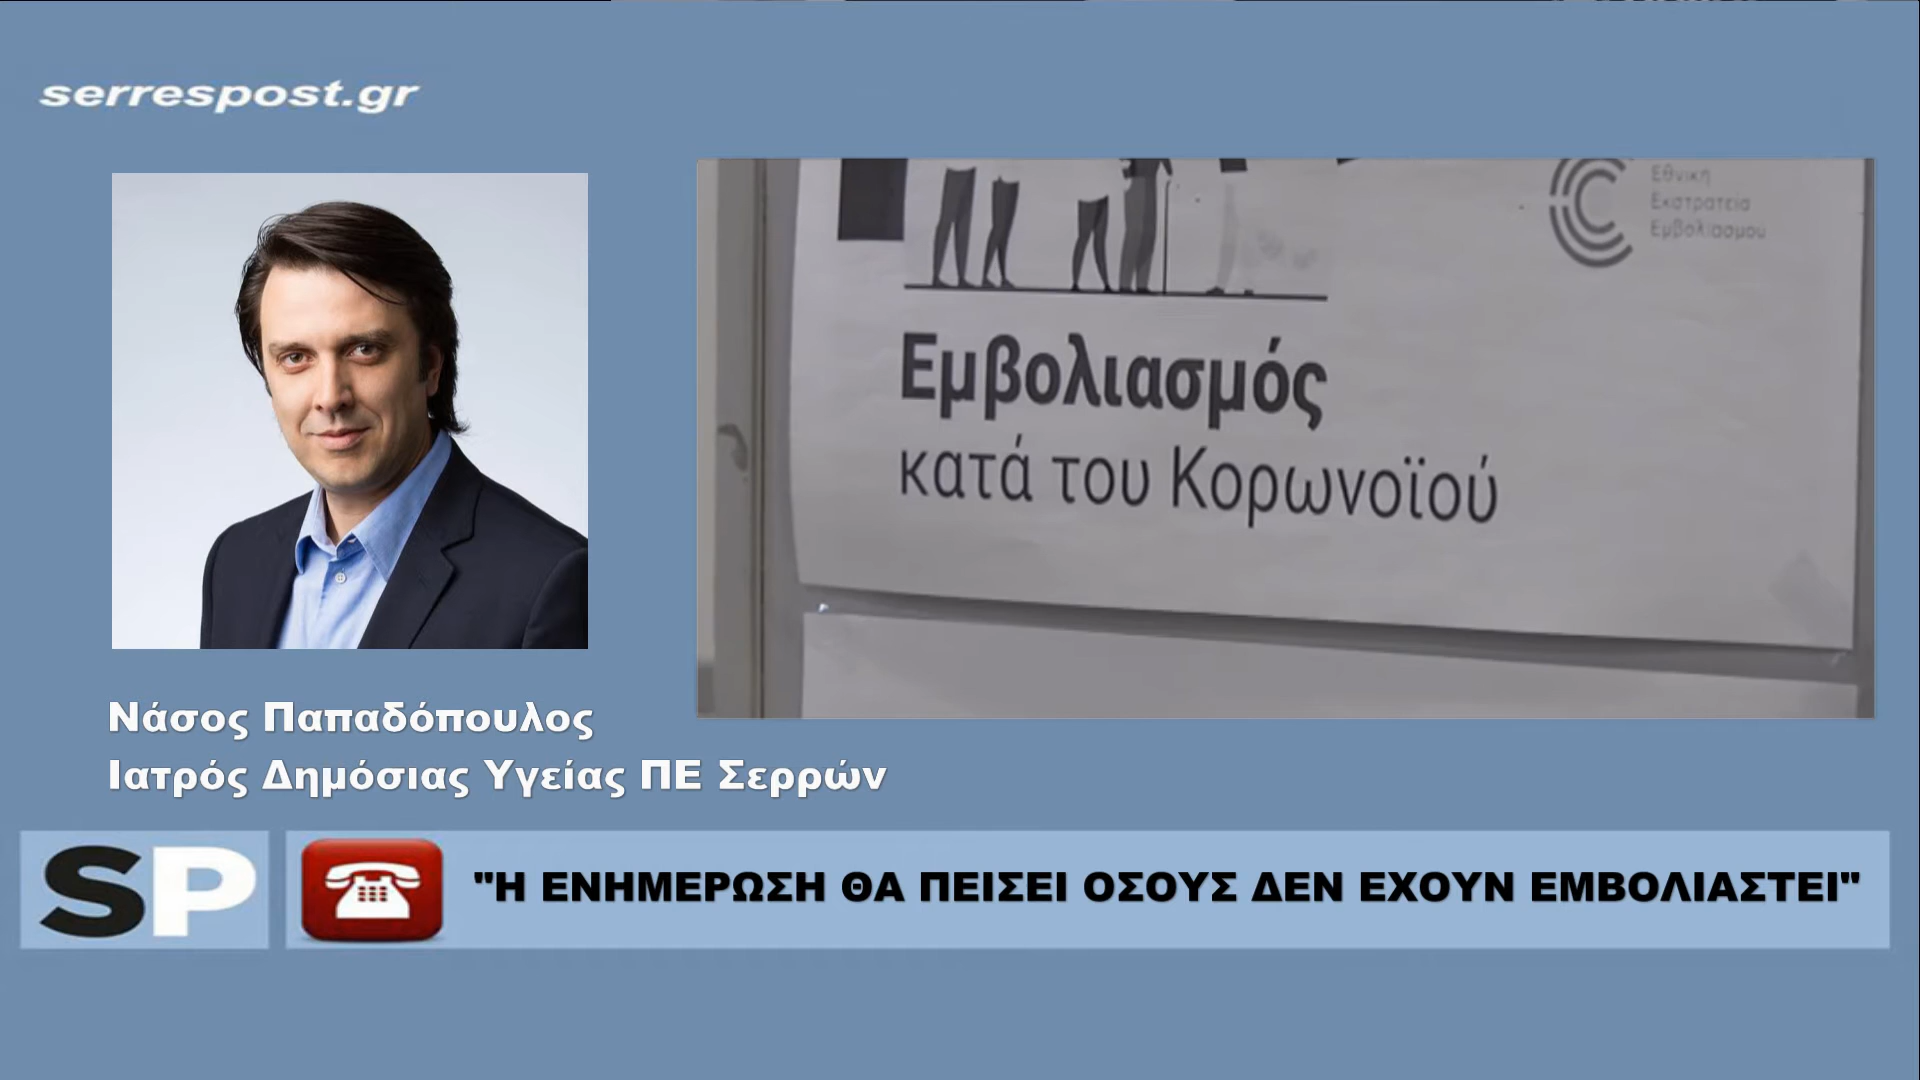 serrespost.gr
Εθνική
Εκστρατεία
Εμβολιασμού
Εμβολιασμός
κατά του Κορωνοϊού
Νάσος Παπαδόπουλος
Ιατρός Δημόσιας Υγείας ΠΕ Σερρών
SP
"Η ΕΝΗΜΕΡΩΣΗ ΘΑ ΠΕΙΣΕΙ ΟΣΟΥΣ ΔΕΝ ΕΧΟΥΝ ΕΜΒΟΛΙΑΣΤΕΙ"